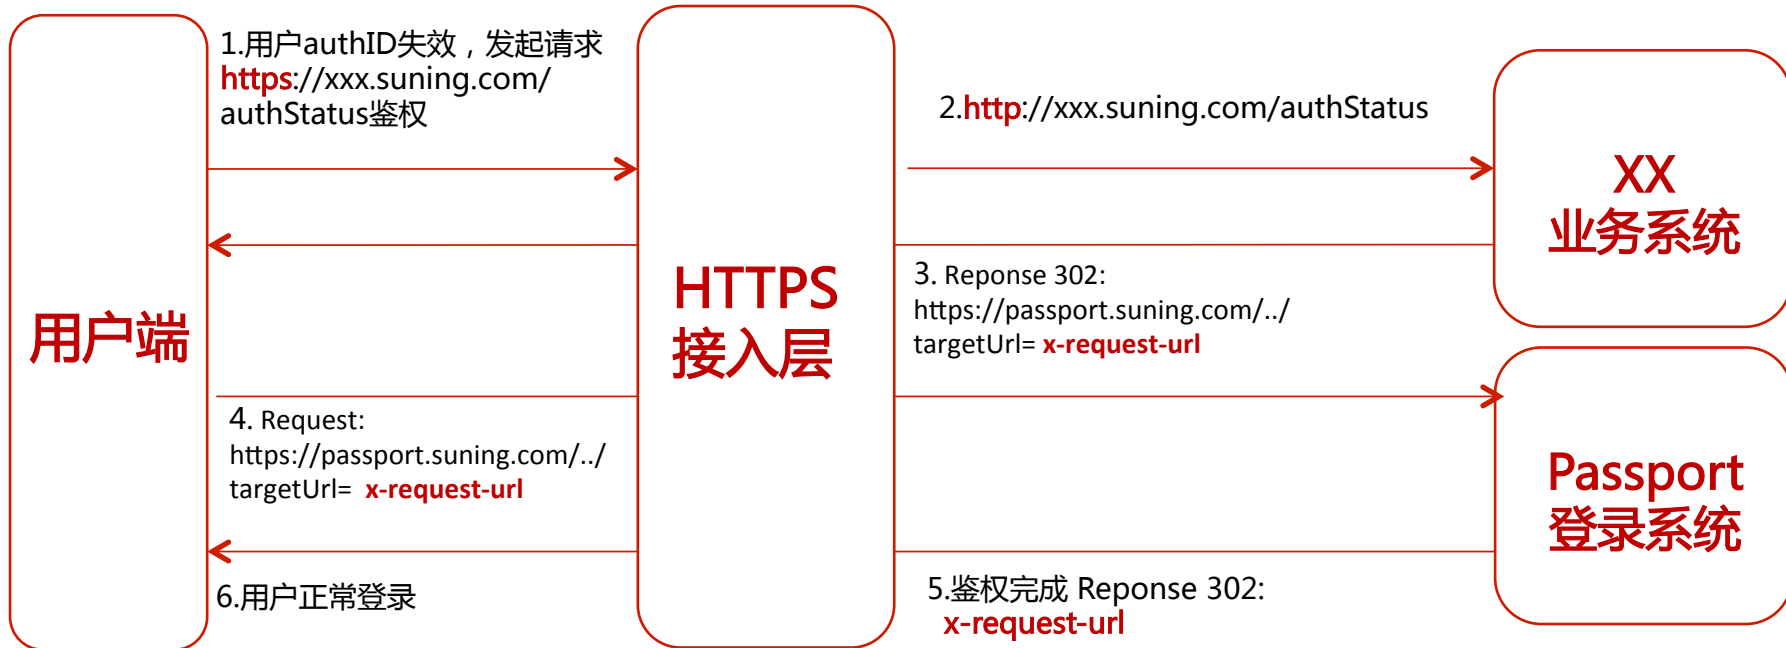 1.用户authID失效，发起请求
https://xxx.suning.com/
authStatus鉴权
2.http://xxx.suning.com/authStatus
XX
业务系统
HTTPS
接入层
用户端
3. Reponse 302:
https://passport.suning.com/../
targetUrl= x-request-url
4. Request:
https://passport.suning.com/../
targetUrl= x-request-url
Passport
登录系统
5.鉴权完成 Reponse 302:
x-request-url
6.用户正常登录